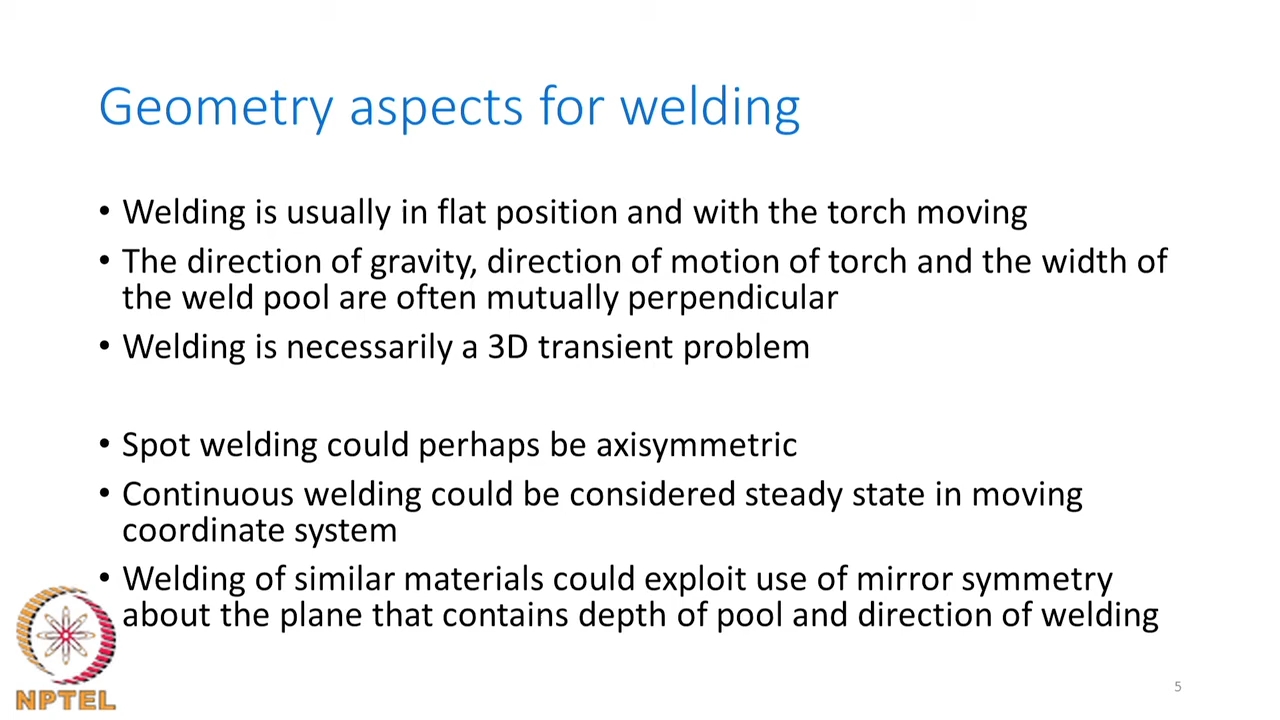 Geometry aspects for welding
• Welding is usually in flat position and with the torch moving
• The direction of gravity, direction of motion of torch and the width of
the weld pool are often mutually perpendicular
• Welding is necessarily a 3D transient problem
• Spot welding could perhaps be axisymmetric
• Continuous welding could be considered steady state in moving
coordinate system
• Welding of similar materials could exploit use of mirror symmetry
about the plane that contains depth of pool and direction of welding
NPTEL
5